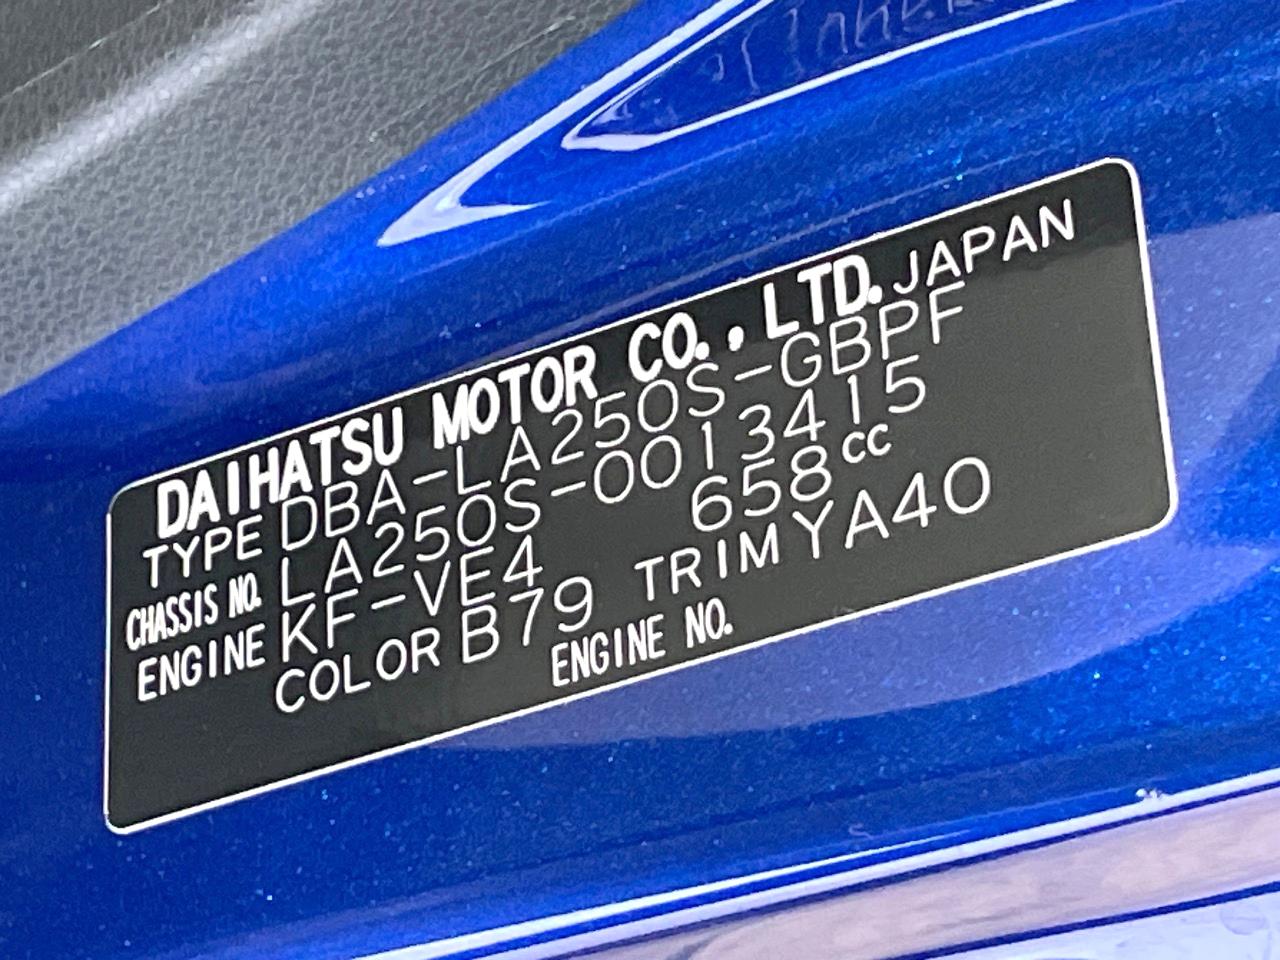 DAIHATSU MOTOR CO., LTD. JAPAN
TYPE DBA-LA250S-GBPF
CHASSIS NO. LA250S-0013415
ENGINE KF-VE4 658cc
COLOR B79 TRIM YA40
ENGINE NO.